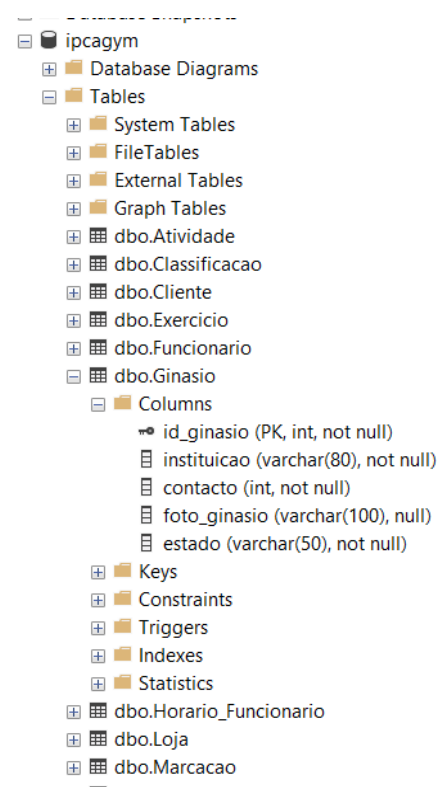 ipcagym
Database Diagrams
Tables
System Tables
FileTables
External Tables
Graph Tables
dbo.Atividade
dbo.Classificacao
dbo.Cliente
dbo.Exercicio
dbo.Funcionario
dbo.Ginasio
Columns
id_ginasio (PK, int, not null)
instituicao (varchar(80), not null)
contacto (int, not null)
foto_ginasio (varchar(100), null)
estado (varchar(50), not null)
Keys
Constraints
Triggers
Indexes
Statistics
dbo.Horario_Funcionario
dbo.Loja
dbo.Marcacao